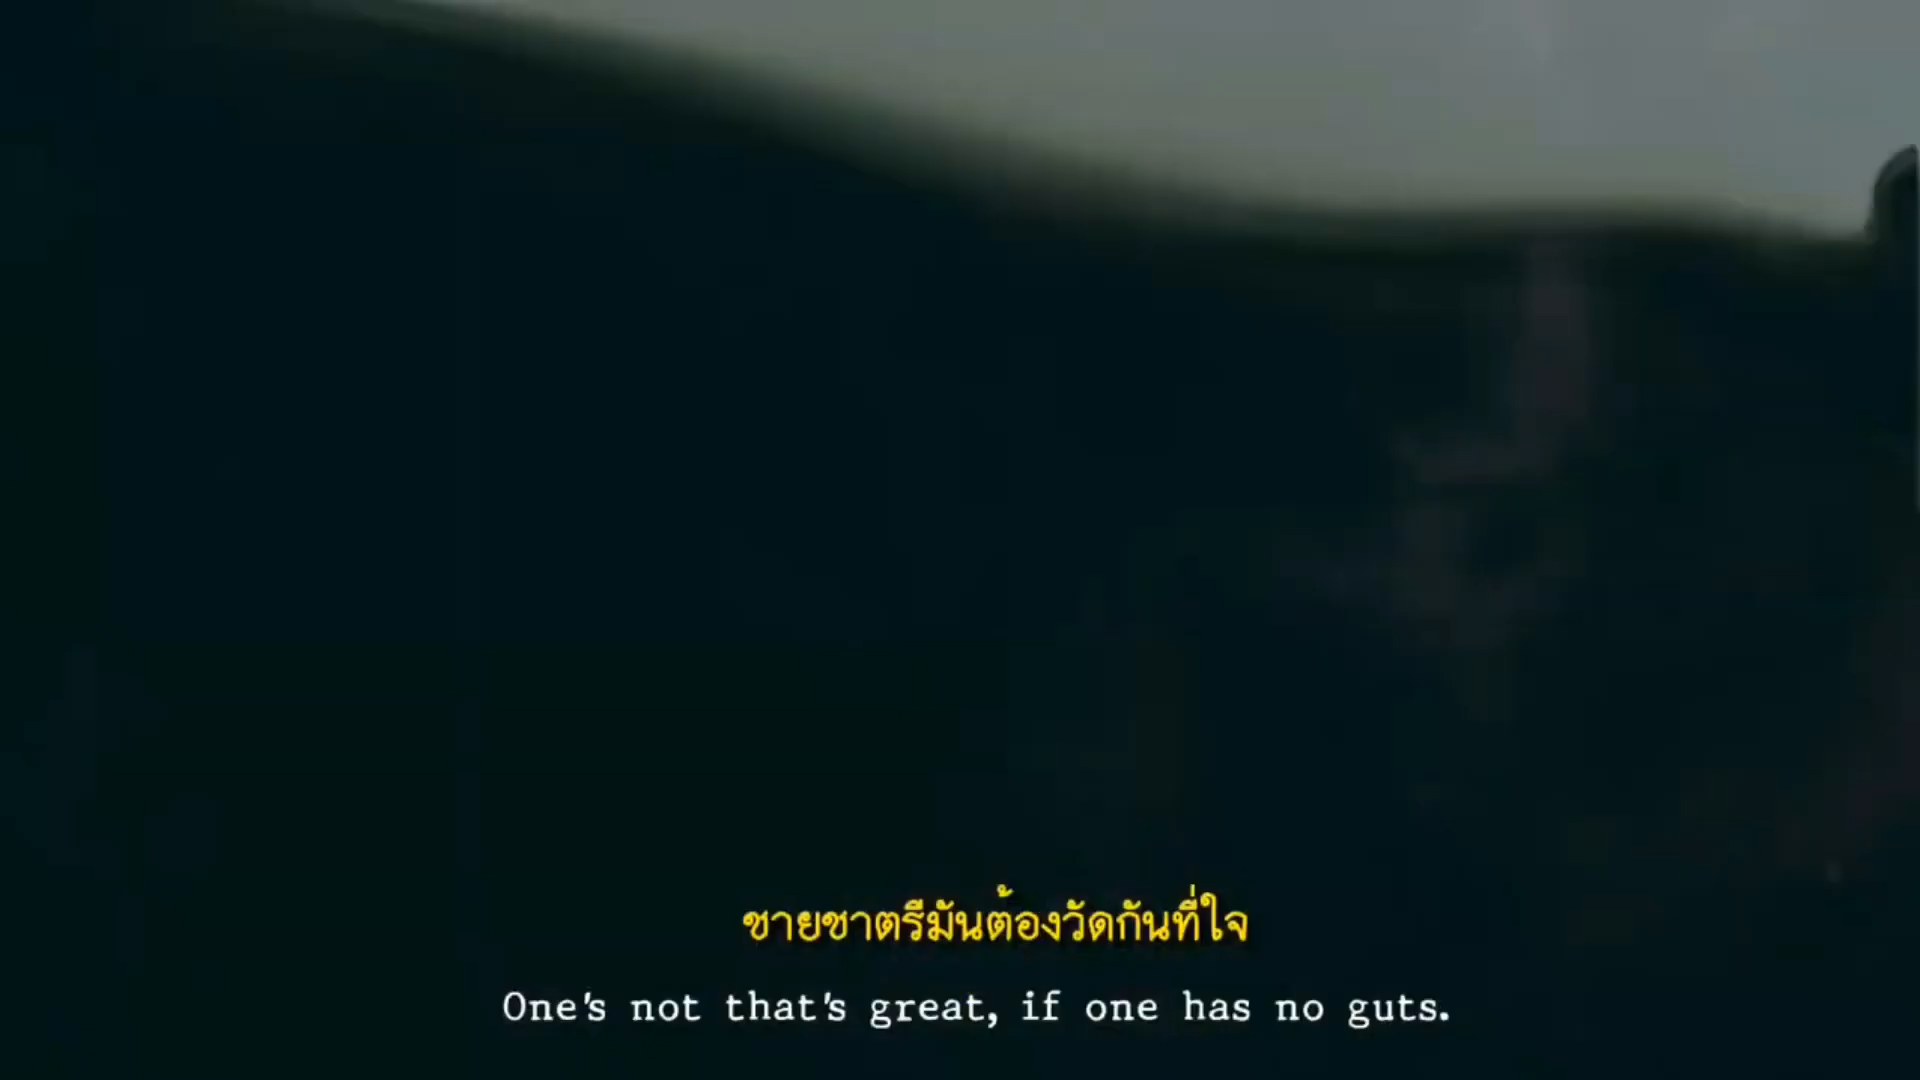 ชายชาตรีมันต้องวัดกันที่ใจ
One's not that's great, if one has no guts.